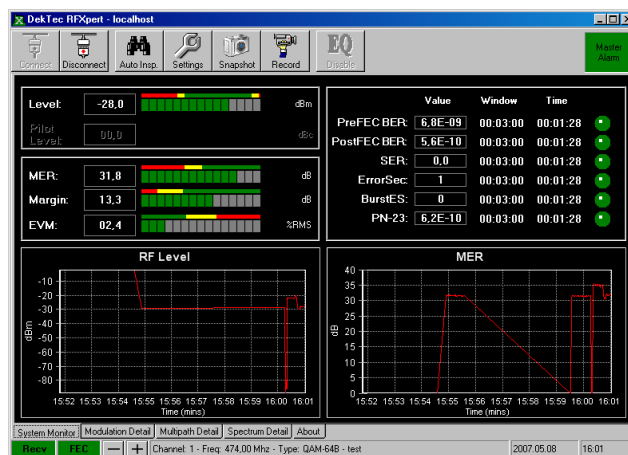 DekTec RFXpert - localhost
Connect Disconnect Auto Insp. Settings Snapshot Record EQ Disable Master Alarm
Level: -28,0 dBm
Pilot Level: 00,0 dBc
MER: 31,8 dB
Margin: 13,3 dB
EVM: 02,4 %RMS
Value Window Time
PreFEC BER: 6,8E-09 00:03:00 00:01:28
PostFEC BER: 5,6E-10 00:03:00 00:01:28
SER: 0,0 00:03:00 00:01:28
ErrorSec: 1 00:03:00 00:01:28
BurstES: 0 00:03:00 00:01:28
PN-23: 6,2E-10 00:03:00 00:01:28
RF Level
-10
-20
-30
-40
-50
-60
-70
-80
dBm
15:52 15:53 15:54 15:55 15:56 15:57 15:58 15:59 16:00 16:01
Time (mins)
MER
40
35
30
25
20
15
10
5
0
dB
15:52 15:53 15:54 15:55 15:56 15:57 15:58 15:59 16:00 16:01
Time (mins)
System Monitor Modulation Detail Multipath Detail Spectrum Detail About
Recv FEC — + Channel: 1 - Freq: 474,00 Mhz - Type: QAM-64B - test 2007.05.08 16:01